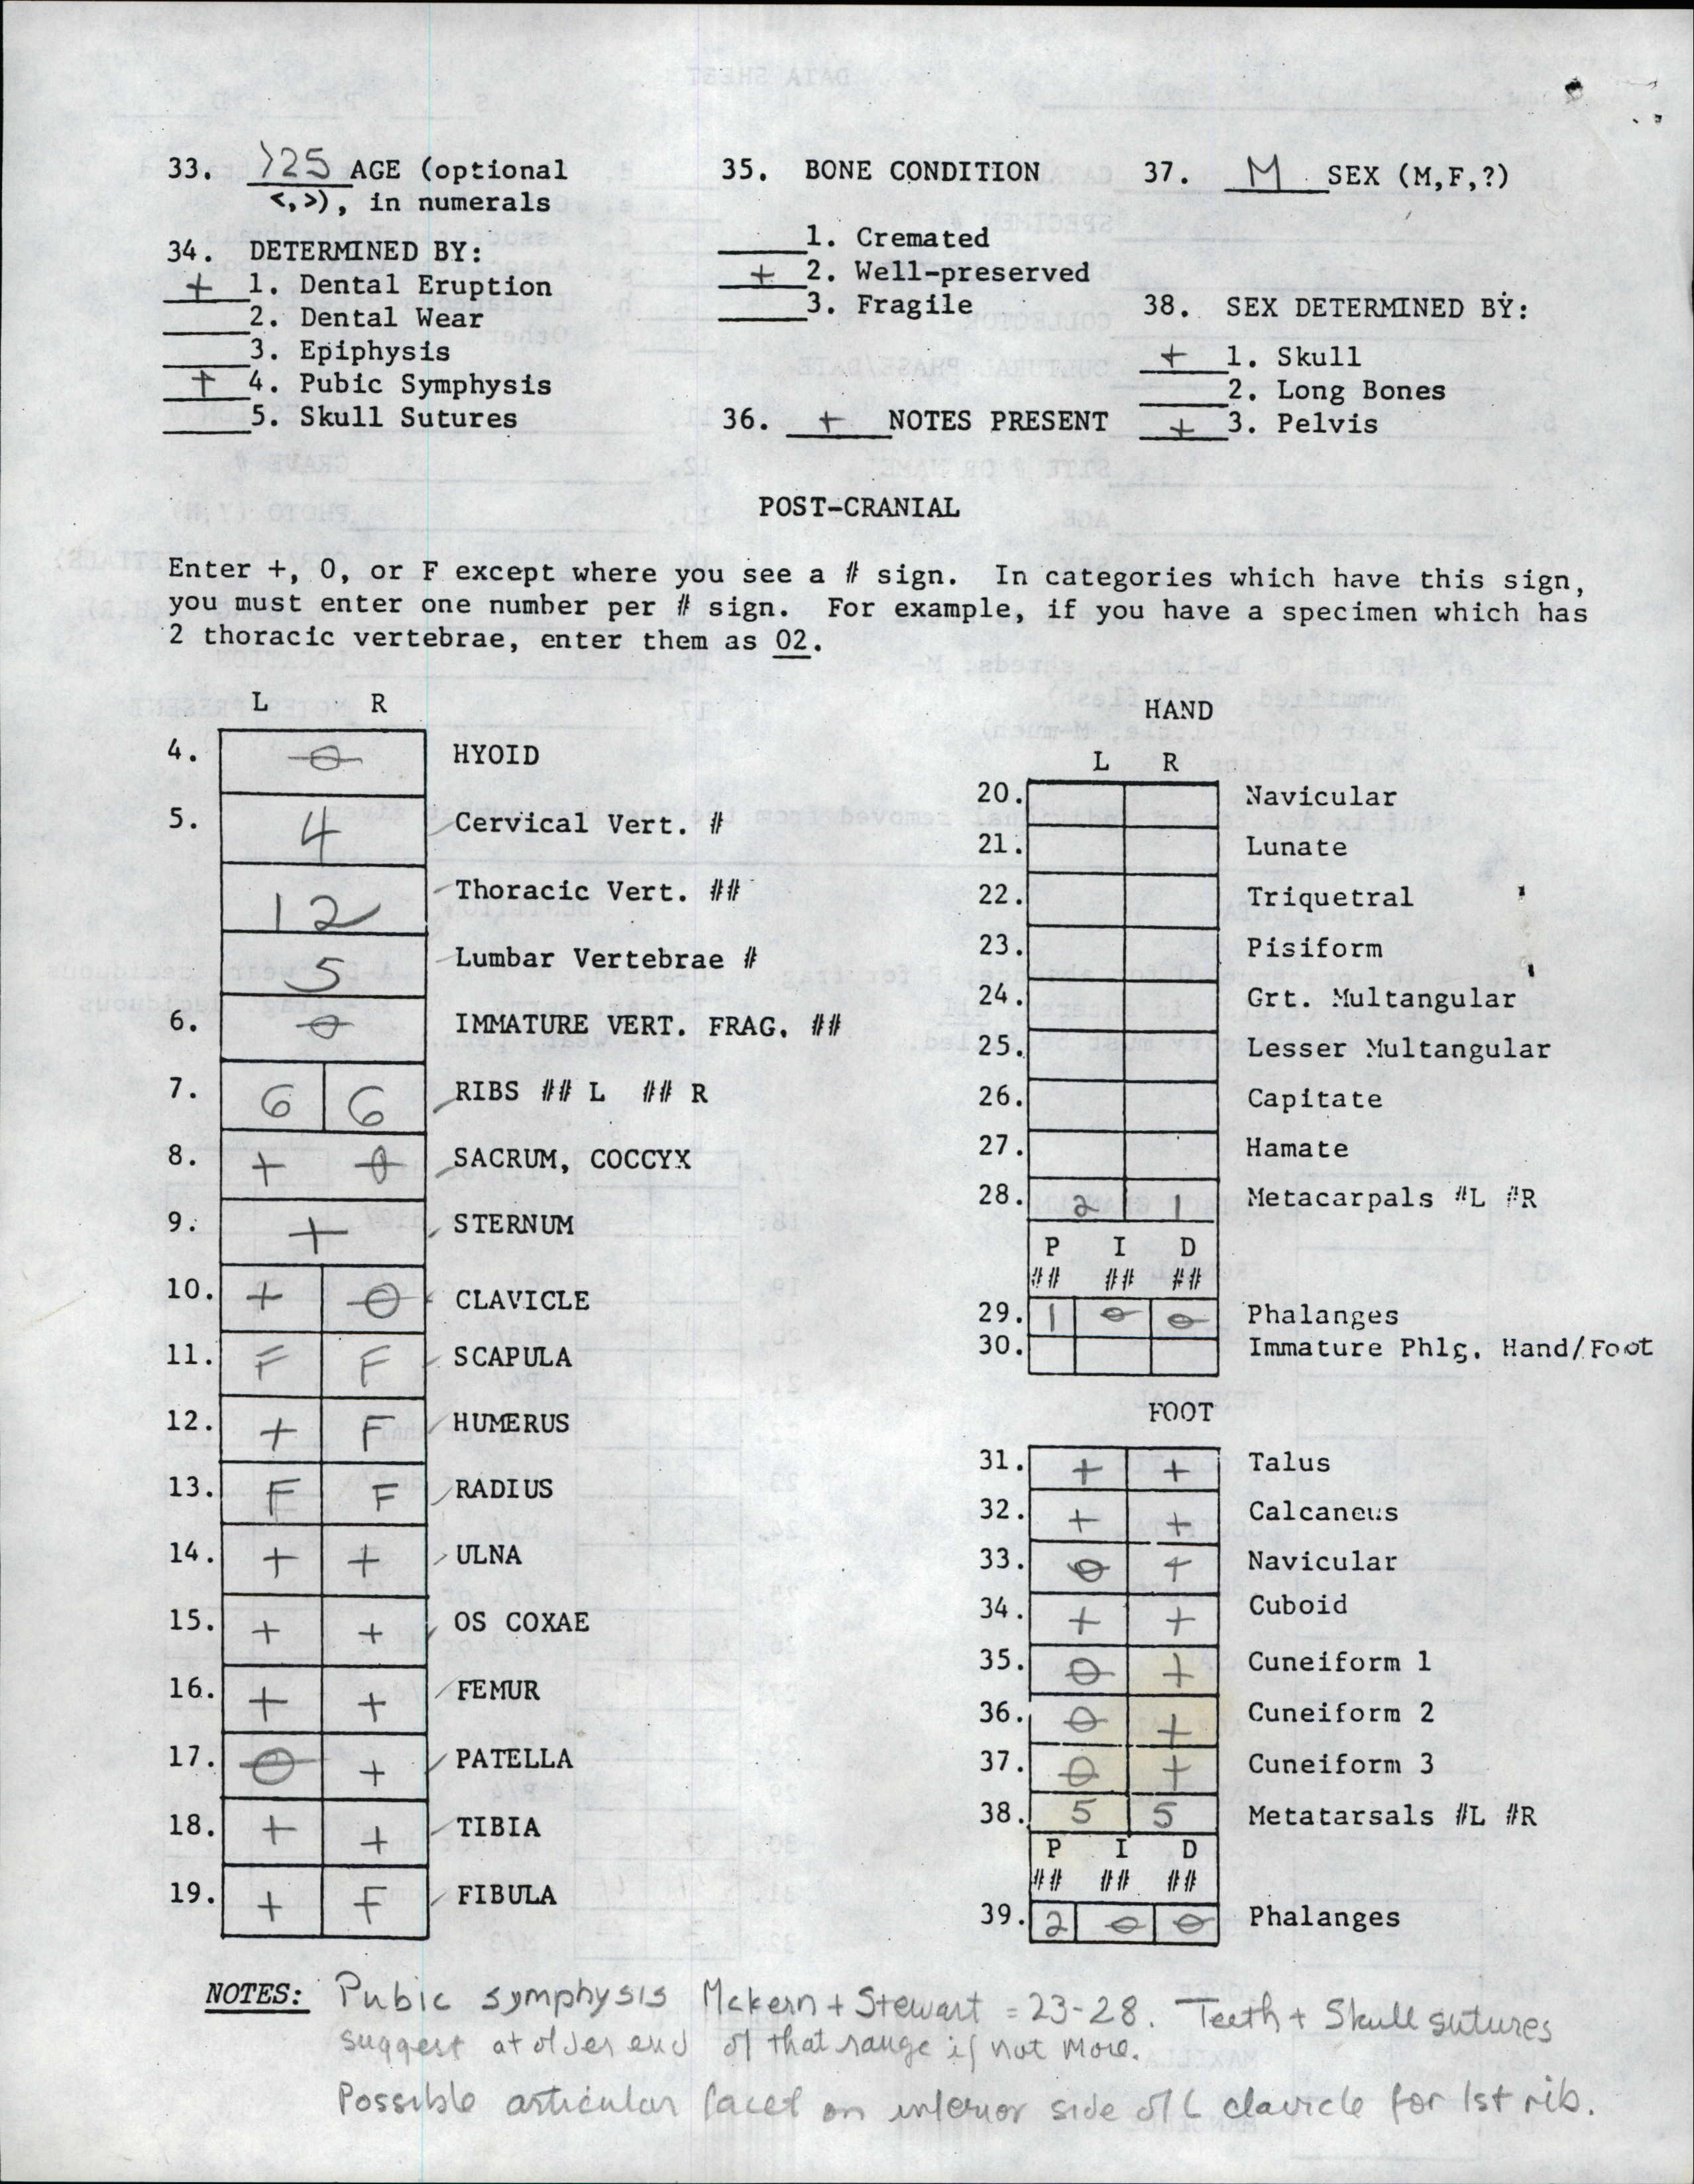 33. >25 AGE (optional
<,>), in numerals
34. DETERMINED BY:
+ 1. Dental Eruption
2. Dental Wear
3. Epiphysis
+ 4. Pubic Symphysis
5. Skull Sutures
35. BONE CONDITION
1. Cremated
+ 2. Well-preserved
3. Fragile
36. + NOTES PRESENT
37. M SEX (M,F,?)
38. SEX DETERMINED BY:
+ 1. Skull
2. Long Bones
+ 3. Pelvis
POST-CRANIAL
Enter +, 0, or F except where you see a # sign. In categories which have this sign,
you must enter one number per # sign. For example, if you have a specimen which has
2 thoracic vertebrae, enter them as 02.
L R
4. 0 HYOID
5. 4 Cervical Vert. #
12 Thoracic Vert. ##
5 Lumbar Vertebrae #
6. 0 IMMATURE VERT. FRAG. ##
7. 6 6 RIBS ## L ## R
8. + 0 SACRUM, COCCYX
9. + STERNUM
10. + 0 CLAVICLE
11. F F SCAPULA
12. + F HUMERUS
13. F F RADIUS
14. + + ULNA
15. + + OS COXAE
16. + + FEMUR
17. 0 + PATELLA
18. + + TIBIA
19. + F FIBULA
HAND
L R
20. Navicular
21. Lunate
22. Triquetral
23. Pisiform
24. Grt. Multangular
25. Lesser Multangular
26. Capitate
27. Hamate
28. 2 1 Metacarpals #L #R
P I D
## ## ##
29. 1 0 0 Phalanges
30. Immature Phlg. Hand/Foot
FOOT
31. + + Talus
32. + + Calcaneus
33. 0 + Navicular
34. + + Cuboid
35. 0 + Cuneiform 1
36. 0 + Cuneiform 2
37. 0 + Cuneiform 3
38. 5 5 Metatarsals #L #R
P I D
## ## ##
39. 2 0 0 Phalanges
NOTES: Pubic symphysis McKern + Stewart = 23-28. Teeth + Skull sutures
suggest at older end of that range if not more.
Possible articular facet on inferior side of L clavicle for 1st rib.